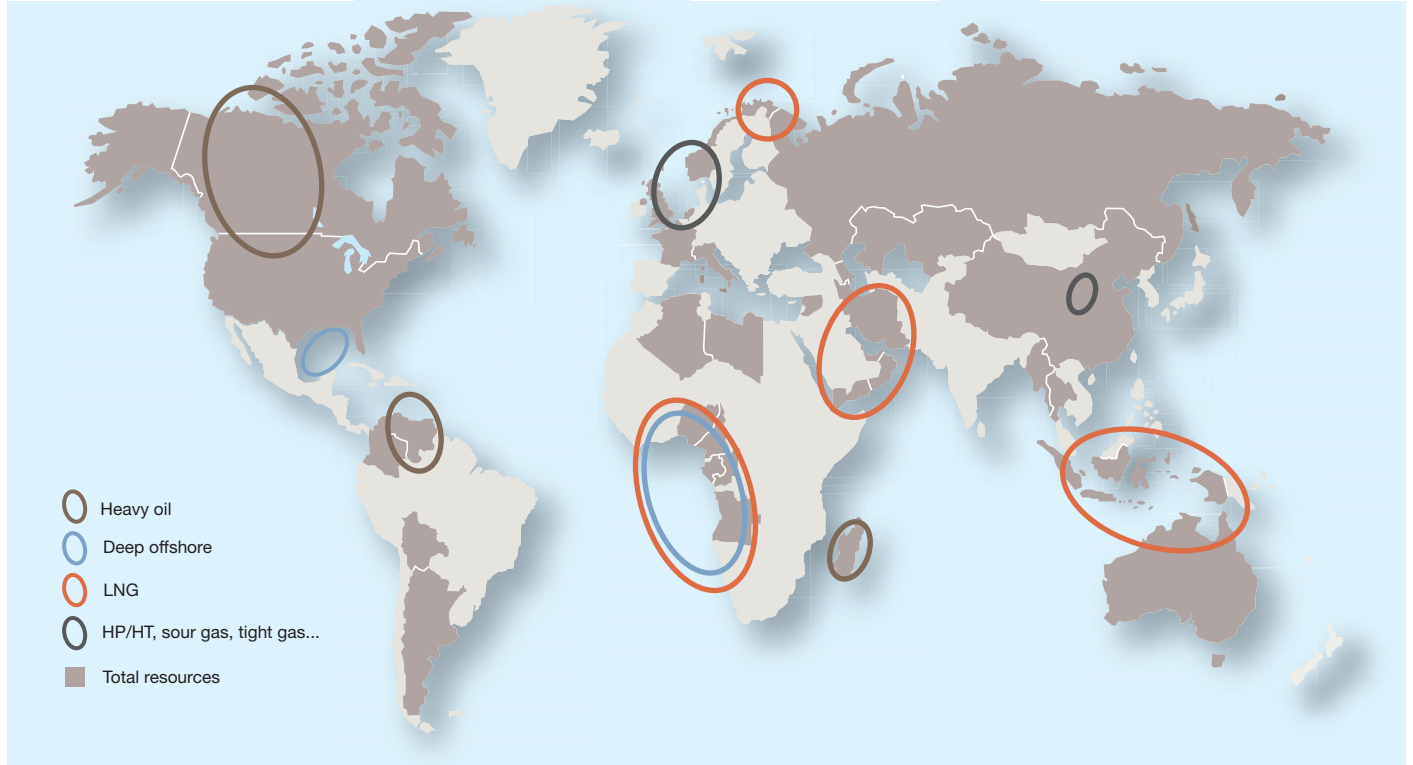 Heavy oil
Deep offshore
LNG
HP/HT, sour gas, tight gas...
Total resources